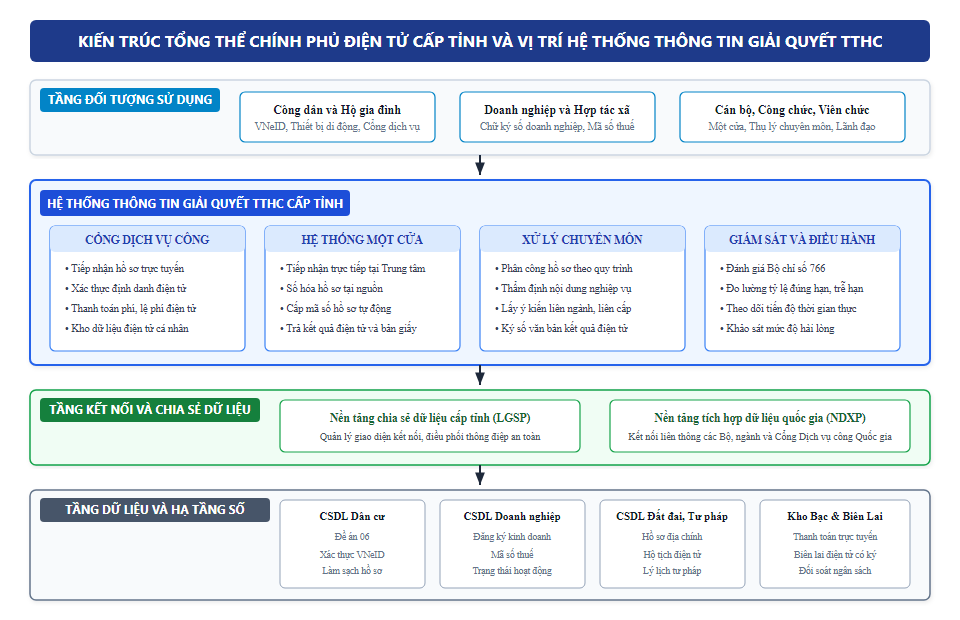 KIẾN TRÚC TỔNG THỂ CHÍNH PHỦ ĐIỆN TỬ CẤP TỈNH VÀ VỊ TRÍ HỆ THỐNG THÔNG TIN GIẢI QUYẾT TTHC
TẦNG ĐỐI TƯỢNG SỬ DỤNG
Công dân và Hộ gia đình
VNeID, Thiết bị di động, Cổng dịch vụ
Doanh nghiệp và Hợp tác xã
Chữ ký số doanh nghiệp, Mã số thuế
Cán bộ, Công chức, Viên chức
Một cửa, Thụ lý chuyên môn, Lãnh đạo
HỆ THỐNG THÔNG TIN GIẢI QUYẾT TTHC CẤP TỈNH
CỔNG DỊCH VỤ CÔNG
• Tiếp nhận hồ sơ trực tuyến
• Xác thực định danh điện tử
• Thanh toán phí, lệ phí điện tử
• Kho dữ liệu điện tử cá nhân
HỆ THỐNG MỘT CỬA
• Tiếp nhận trực tiếp tại Trung tâm
• Số hóa hồ sơ tại nguồn
• Cấp mã số hồ sơ tự động
• Trả kết quả điện tử và bản giấy
XỬ LÝ CHUYÊN MÔN
• Phân công hồ sơ theo quy trình
• Thẩm định nội dung nghiệp vụ
• Lấy ý kiến liên ngành, liên cấp
• Ký số văn bản kết quả điện tử
GIÁM SÁT VÀ ĐIỀU HÀNH
• Đánh giá Bộ chỉ số 766
• Đo lường tỷ lệ đúng hạn, trễ hạn
• Theo dõi tiến độ thời gian thực
• Khảo sát mức độ hài lòng
TẦNG KẾT NỐI VÀ CHIA SẺ DỮ LIỆU
Nền tảng chia sẻ dữ liệu cấp tỉnh (LGSP)
Quản lý giao diện kết nối, điều phối thông điệp an toàn
Nền tảng tích hợp dữ liệu quốc gia (NDXP)
Kết nối liên thông các Bộ, ngành và Cổng Dịch vụ công Quốc gia
TẦNG DỮ LIỆU VÀ HẠ TẦNG SỐ
CSDL Dân cư
Đề án 06
Xác thực VNeID
Làm sạch hồ sơ
CSDL Doanh nghiệp
Đăng ký kinh doanh
Mã số thuế
Trạng thái hoạt động
CSDL Đất đai, Tư pháp
Hồ sơ địa chính
Hộ tịch điện tử
Lý lịch tư pháp
Kho Bạc & Biên Lai
Thanh toán trực tuyến
Biên lai điện tử có ký
Đối soát ngân sách